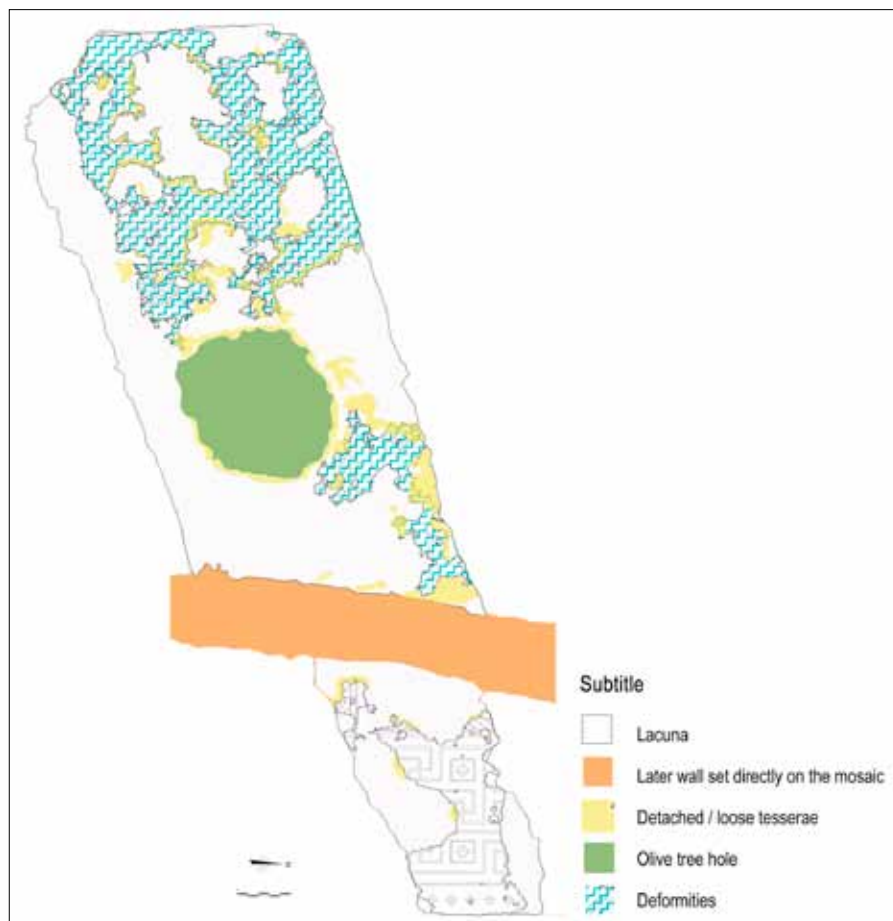 Subtitle
Lacuna
Later wall set directly on the mosaic
Detached / loose tesserae
Olive tree hole
Deformities